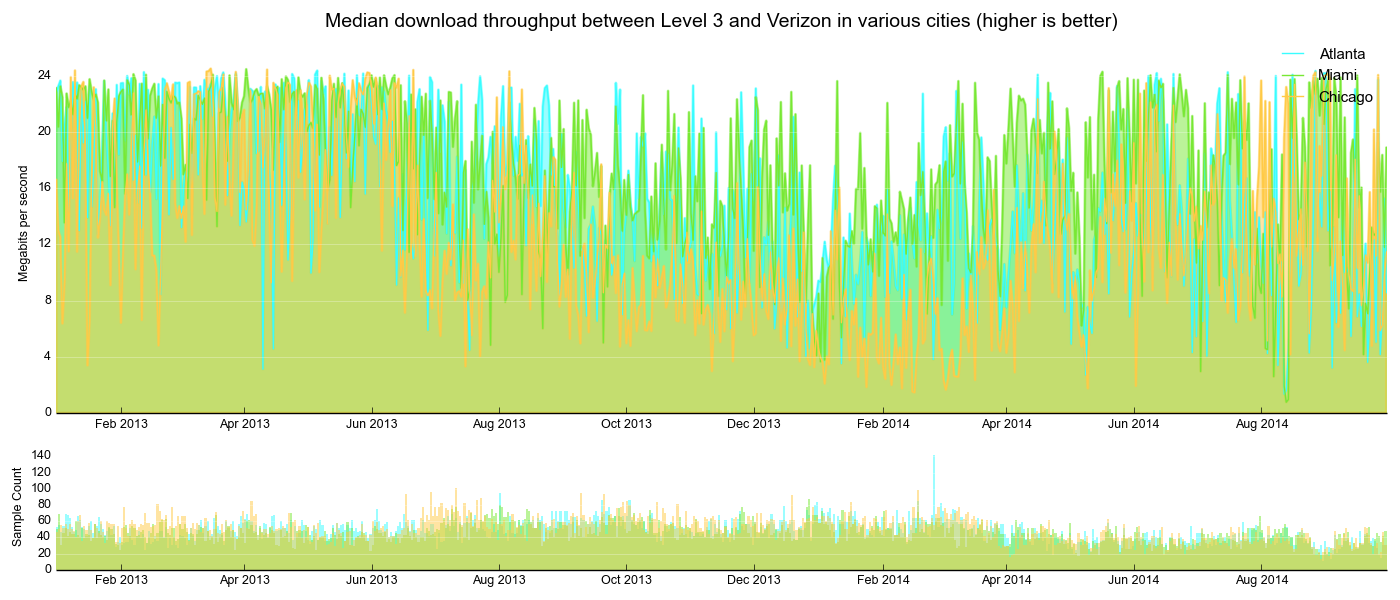 Median download throughput between Level 3 and Verizon in various cities (higher is better)
Atlanta
Miami
Chicago
Megabits per second
24
20
16
12
8
4
0
Feb 2013 Apr 2013 Jun 2013 Aug 2013 Oct 2013 Dec 2013 Feb 2014 Apr 2014 Jun 2014 Aug 2014
Sample Count
140
120
100
80
60
40
20
0
Feb 2013 Apr 2013 Jun 2013 Aug 2013 Oct 2013 Dec 2013 Feb 2014 Apr 2014 Jun 2014 Aug 2014